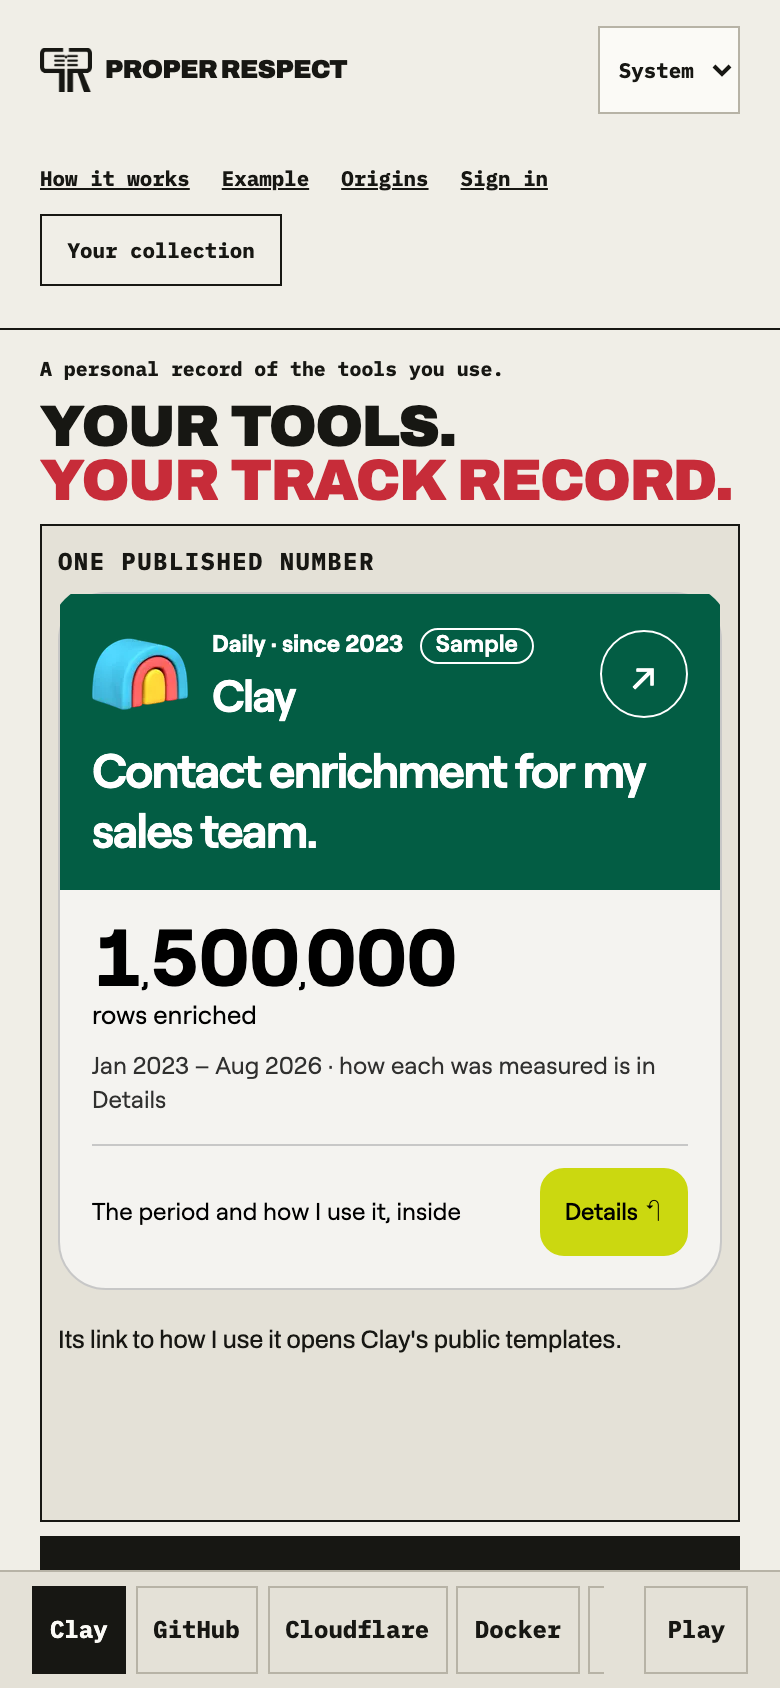 PROPER RESPECT
System
How it works Example Origins Sign in
Your collection
A personal record of the tools you use.
YOUR TOOLS.
YOUR TRACK RECORD.
ONE PUBLISHED NUMBER
Daily · since 2023 Sample
Clay
Contact enrichment for my
sales team.
1,500,000
rows enriched
Jan 2023 – Aug 2026 · how each was measured is in
Details
The period and how I use it, inside
Details
Its link to how I use it opens Clay's public templates.
Clay GitHub Cloudflare Docker Play